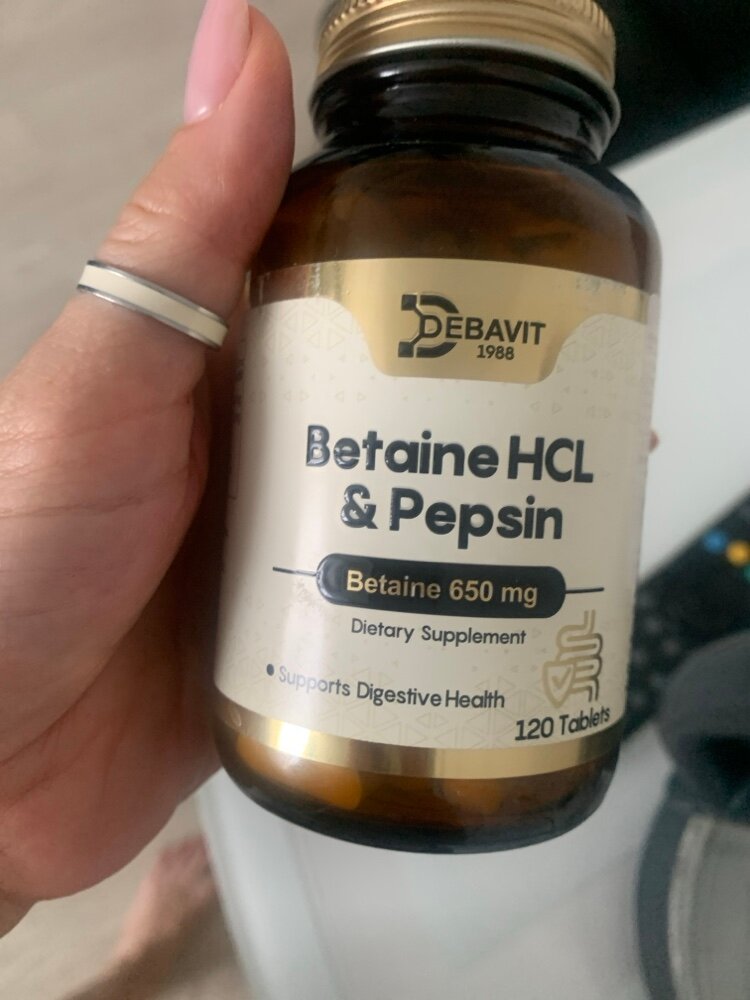 DEBAVIT
1988
Betaine HCL
& Pepsin
Betaine 650 mg
Dietary Supplement
• Supports Digestive Health
120 Tablets